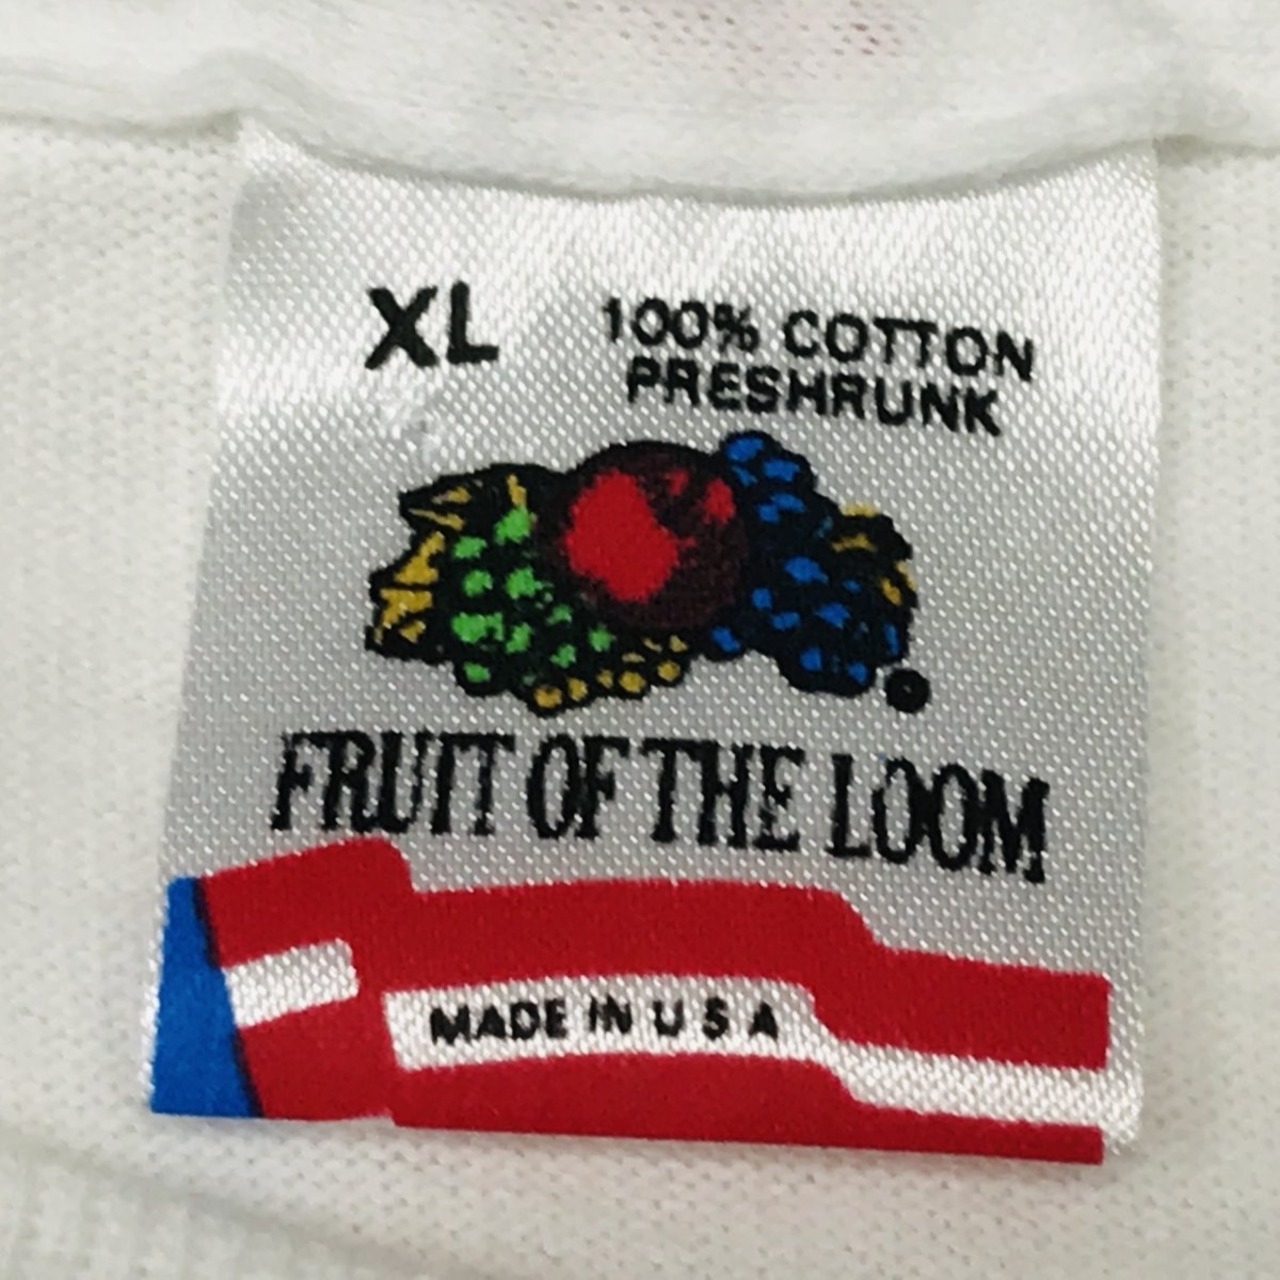 XL
100% COTTON
PRESHRUNK
FRUIT OF THE LOOM
MADE IN U S A